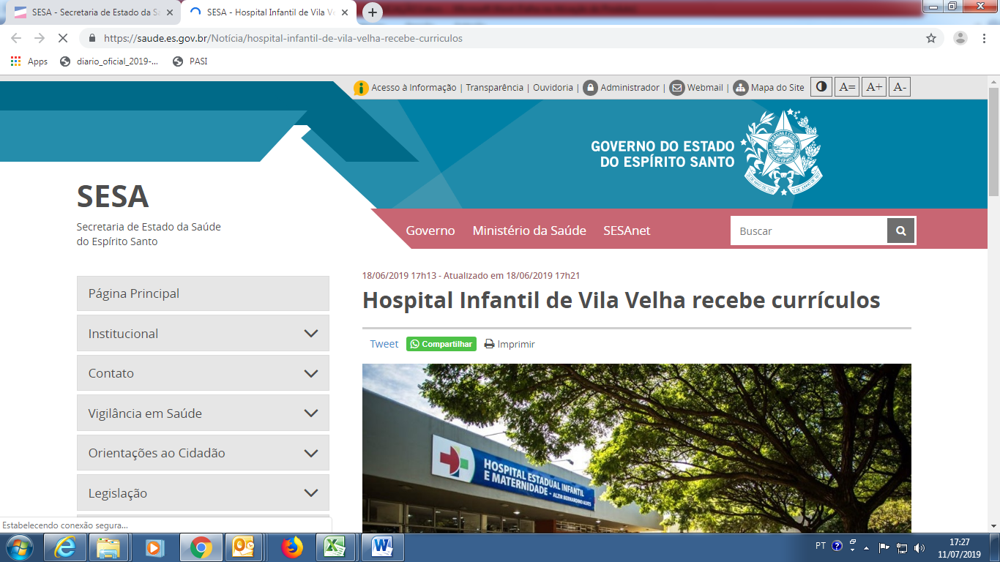 SESA - Secretaria de Estado da Sa
SESA - Hospital Infantil de Vila Ve
https://saude.es.gov.br/Notícia/hospital-infantil-de-vila-velha-recebe-curriculos
Apps
diario_oficial_2019-...
PASI
Acesso à Informação | Transparência | Ouvidoria | Administrador | Webmail | Mapa do Site
A= A+ A-
GOVERNO DO ESTADO
DO ESPÍRITO SANTO
SESA
Secretaria de Estado da Saúde
do Espírito Santo
Governo
Ministério da Saúde
SESAnet
Buscar
Página Principal
Institucional
Contato
Vigilância em Saúde
Orientações ao Cidadão
Legislação
18/06/2019 17h13 - Atualizado em 18/06/2019 17h21
Hospital Infantil de Vila Velha recebe currículos
Tweet
Compartilhar
Imprimir
HOSPITAL ESTADUAL INFANTIL
E MATERNIDADE - ALZIR BERNARDINO ALVES
Estabelecendo conexão segura...
PT
17:27
11/07/2019